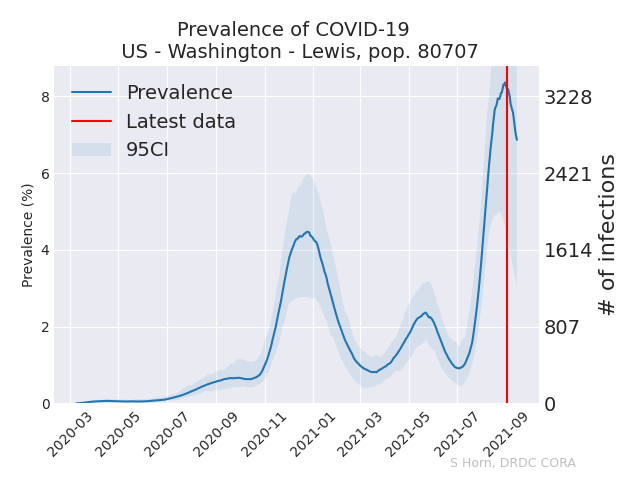 Prevalence of COVID-19
US - Washington - Lewis, pop. 80707
Prevalence
Latest data
95CI
Prevalence (%)
8
6
4
2
0
3228
2421
1614
807
0
# of infections
2020-03
2020-05
2020-07
2020-09
2020-11
2021-01
2021-03
2021-05
2021-07
2021-09
S Horn, DRDC CORA